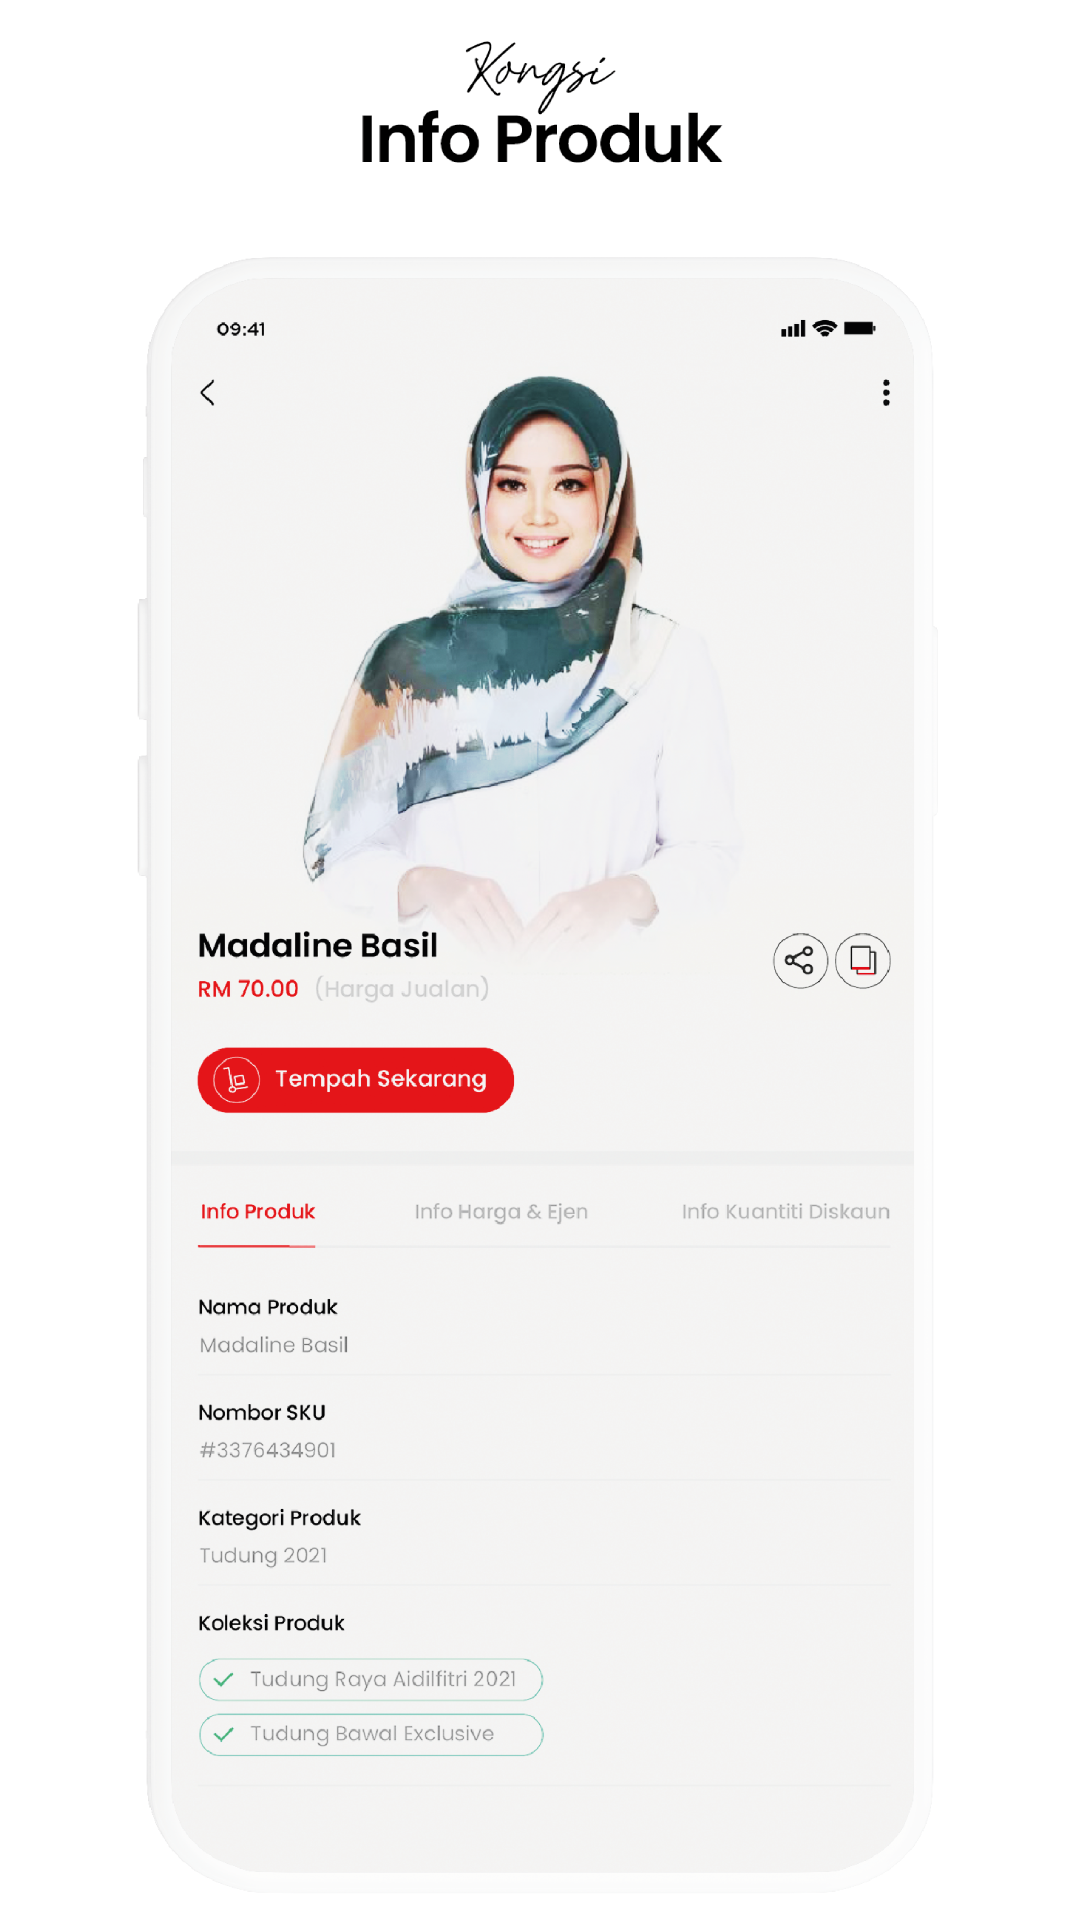 Kongsi
Info Produk
09:41
Madaline Basil
RM 70.00 (Harga Jualan)
Tempah Sekarang
Info Produk Info Harga & Ejen Info Kuantiti Diskaun
Nama Produk
Madaline Basil
Nombor SKU
#3376434901
Kategori Produk
Tudung 2021
Koleksi Produk
Tudung Raya Aidilfitri 2021
Tudung Bawal Exclusive